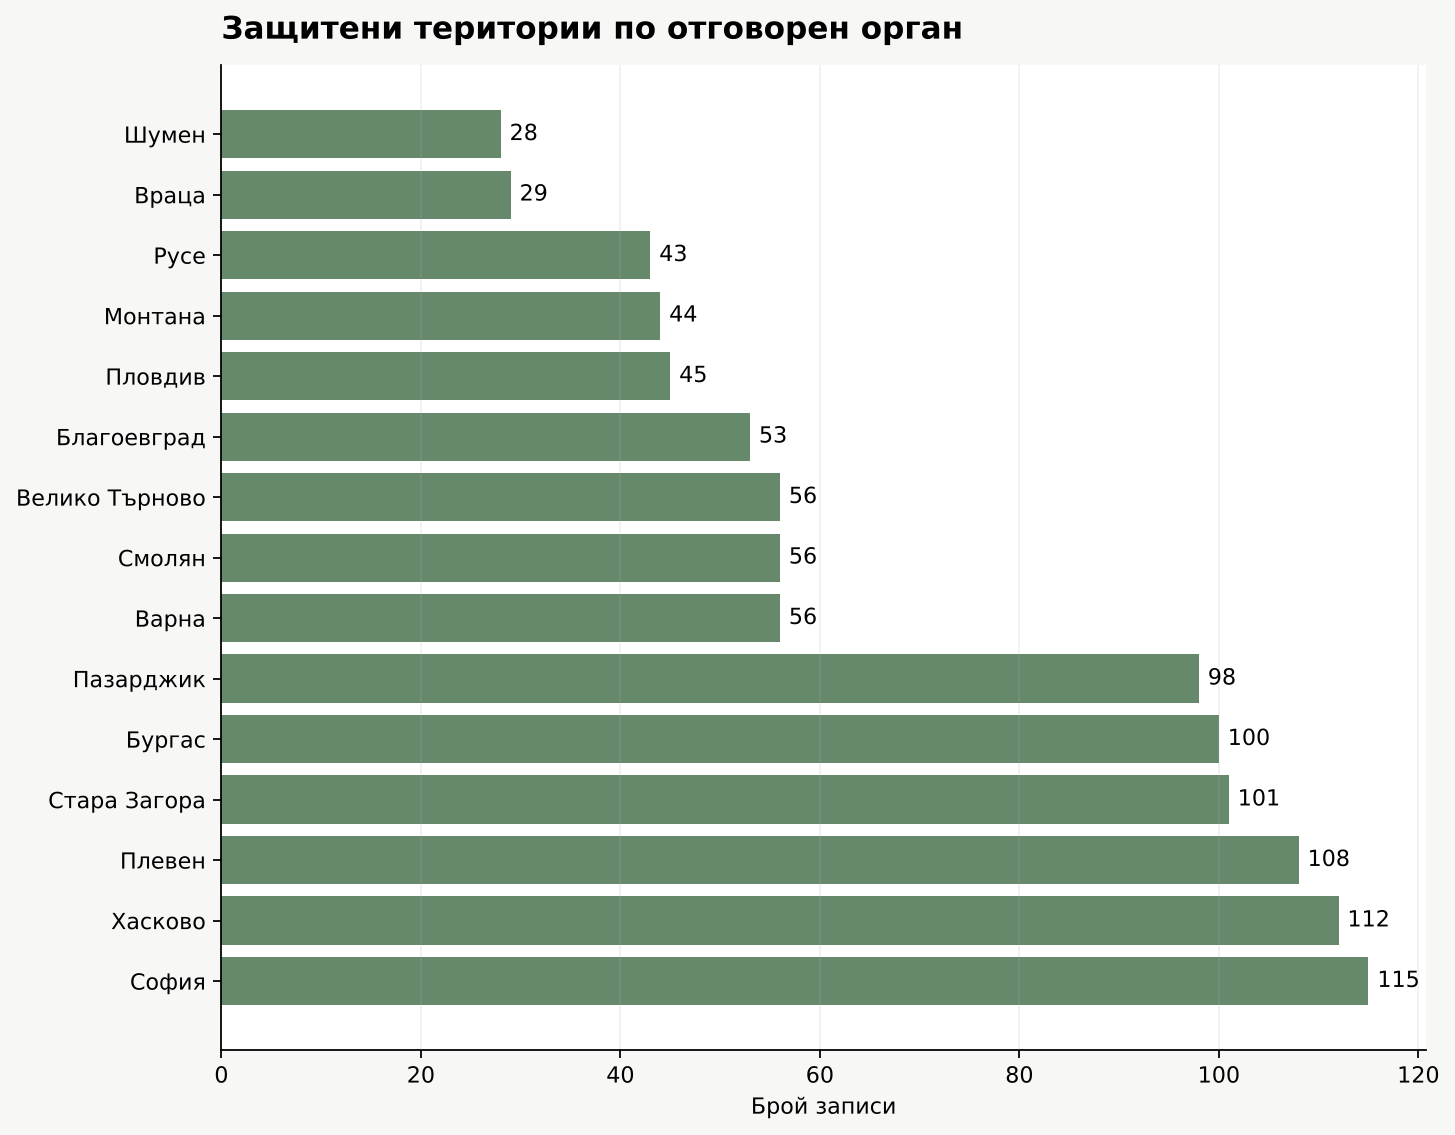 Защитени територии по отговорен орган
Шумен 28
Враца 29
Русе 43
Монтана 44
Пловдив 45
Благоевград 53
Велико Търново 56
Смолян 56
Варна 56
Пазарджик 98
Бургас 100
Стара Загора 101
Плевен 108
Хасково 112
София 115
0 20 40 60 80 100 120
Брой записи